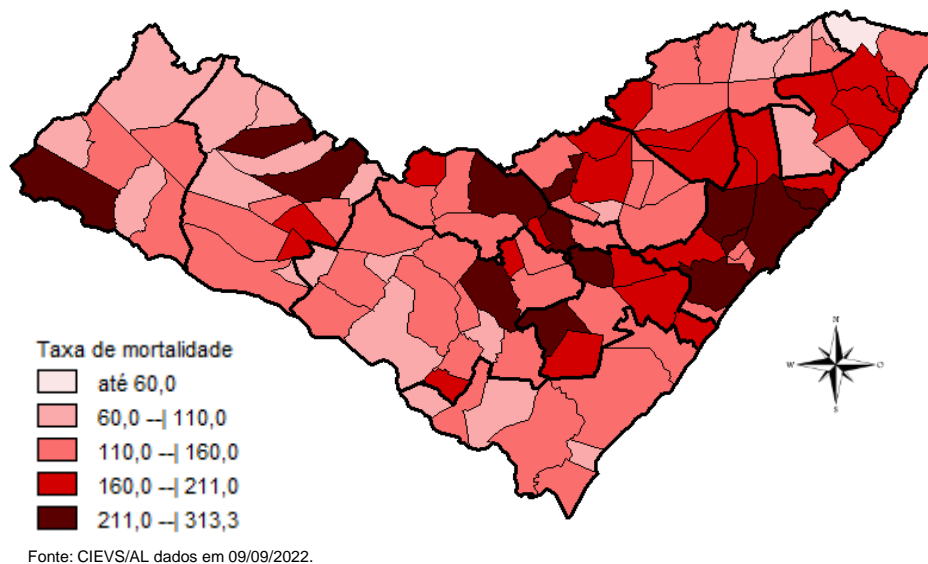 Taxa de mortalidade
até 60,0
60,0 --| 110,0
110,0 --| 160,0
160,0 --| 211,0
211,0 --| 313,3
N
W
O
S
Fonte: CIEVS/AL dados em 09/09/2022.